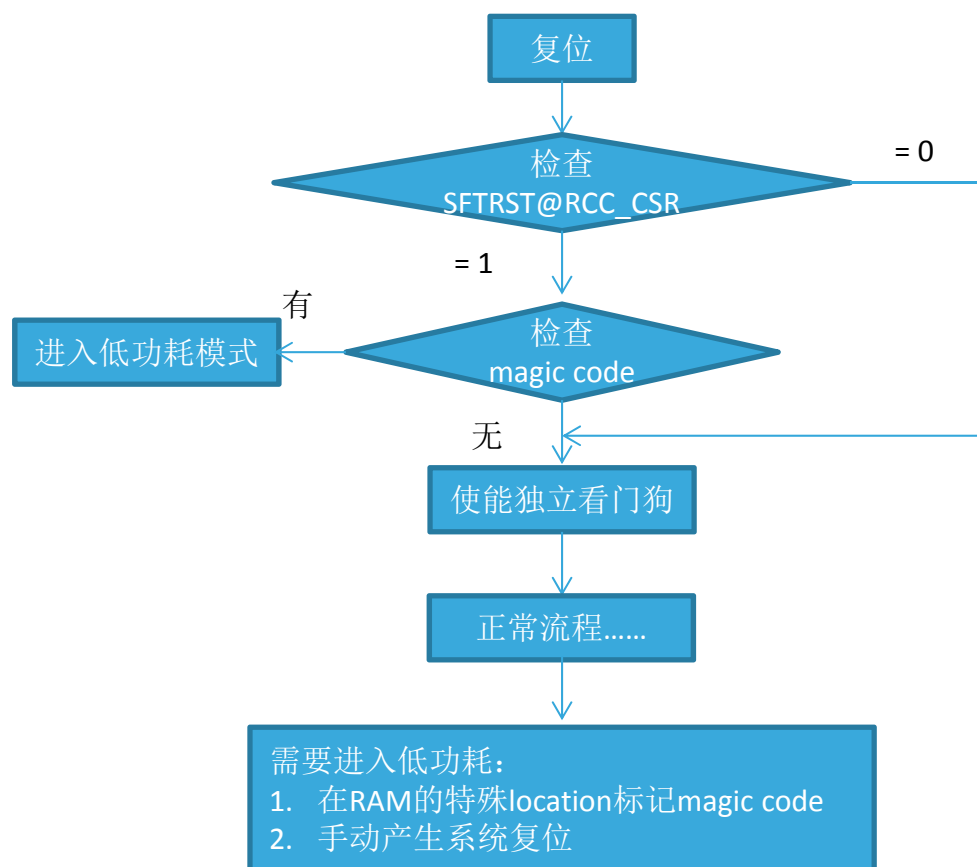 复位
检查
SFTRST@RCC_CSR
= 0
= 1
有
进入低功耗模式
检查
magic code
无
使能独立看门狗
正常流程……
需要进入低功耗：
1. 在RAM的特殊location标记magic code
2. 手动产生系统复位